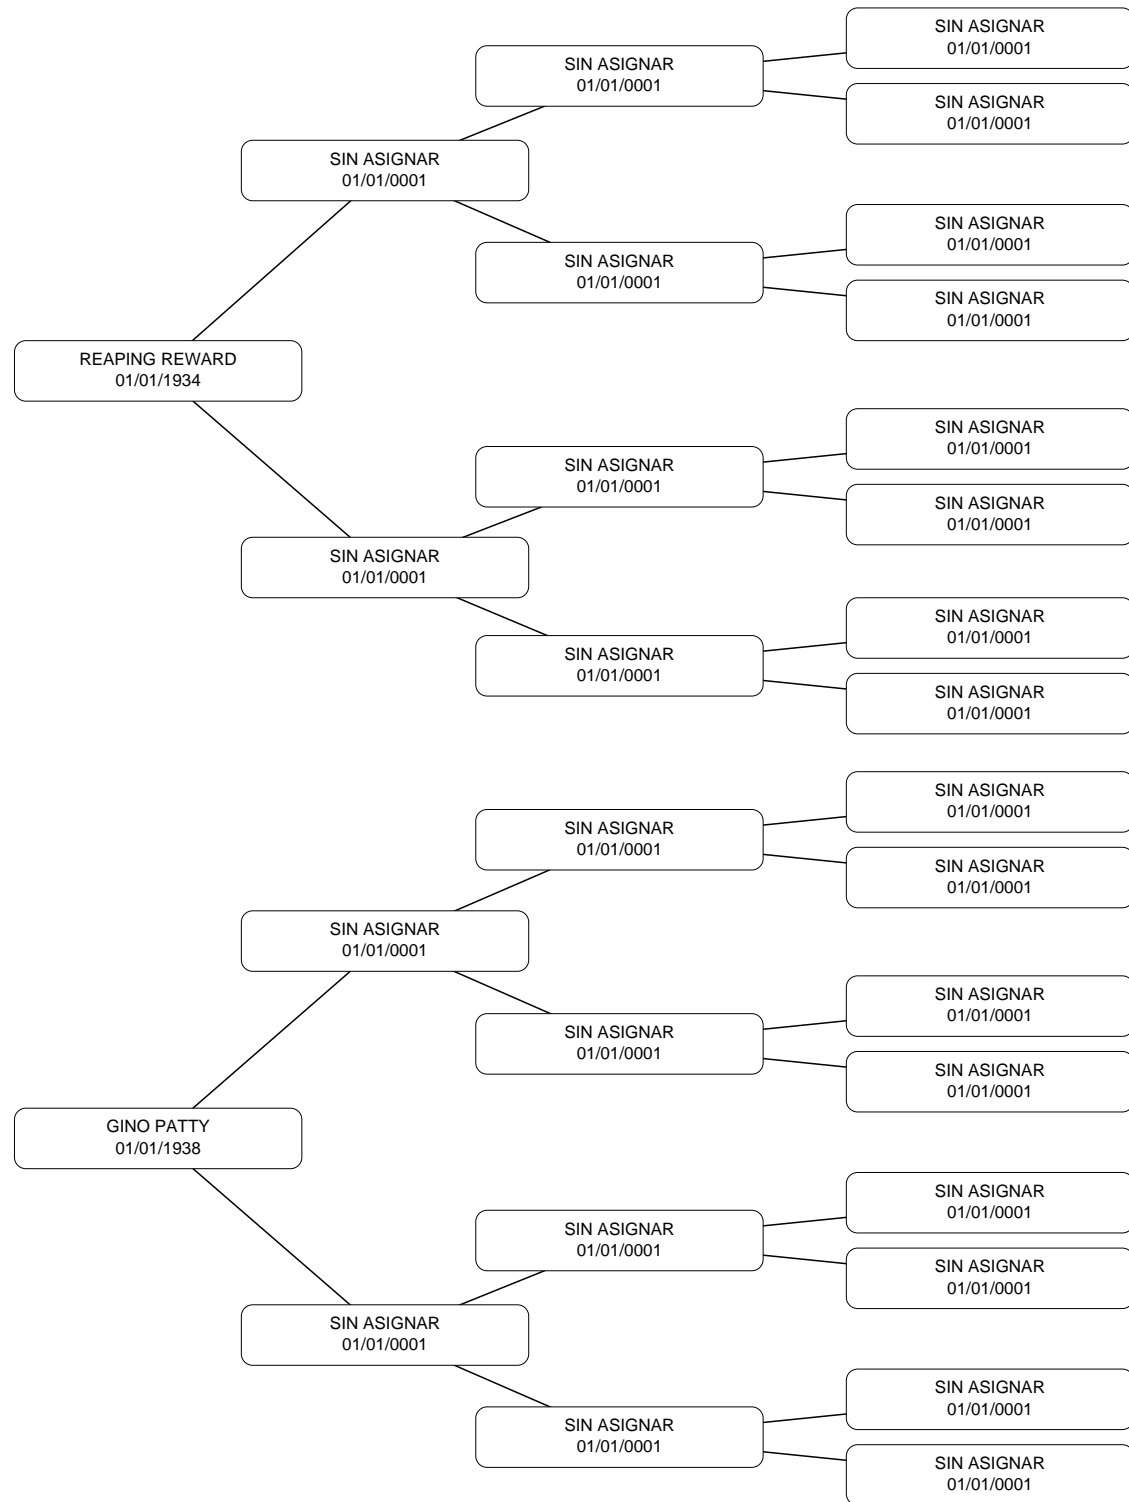 SIN ASIGNAR
01/01/0001
SIN ASIGNAR
01/01/0001
SIN ASIGNAR
01/01/0001
SIN ASIGNAR
01/01/0001
SIN ASIGNAR
01/01/0001
SIN ASIGNAR
01/01/0001
SIN ASIGNAR
01/01/0001
REAPING REWARD
01/01/1934
SIN ASIGNAR
01/01/0001
SIN ASIGNAR
01/01/0001
SIN ASIGNAR
01/01/0001
SIN ASIGNAR
01/01/0001
SIN ASIGNAR
01/01/0001
SIN ASIGNAR
01/01/0001
SIN ASIGNAR
01/01/0001
SIN ASIGNAR
01/01/0001
SIN ASIGNAR
01/01/0001
SIN ASIGNAR
01/01/0001
SIN ASIGNAR
01/01/0001
SIN ASIGNAR
01/01/0001
SIN ASIGNAR
01/01/0001
SIN ASIGNAR
01/01/0001
GINO PATTY
01/01/1938
SIN ASIGNAR
01/01/0001
SIN ASIGNAR
01/01/0001
SIN ASIGNAR
01/01/0001
SIN ASIGNAR
01/01/0001
SIN ASIGNAR
01/01/0001
SIN ASIGNAR
01/01/0001
SIN ASIGNAR
01/01/0001